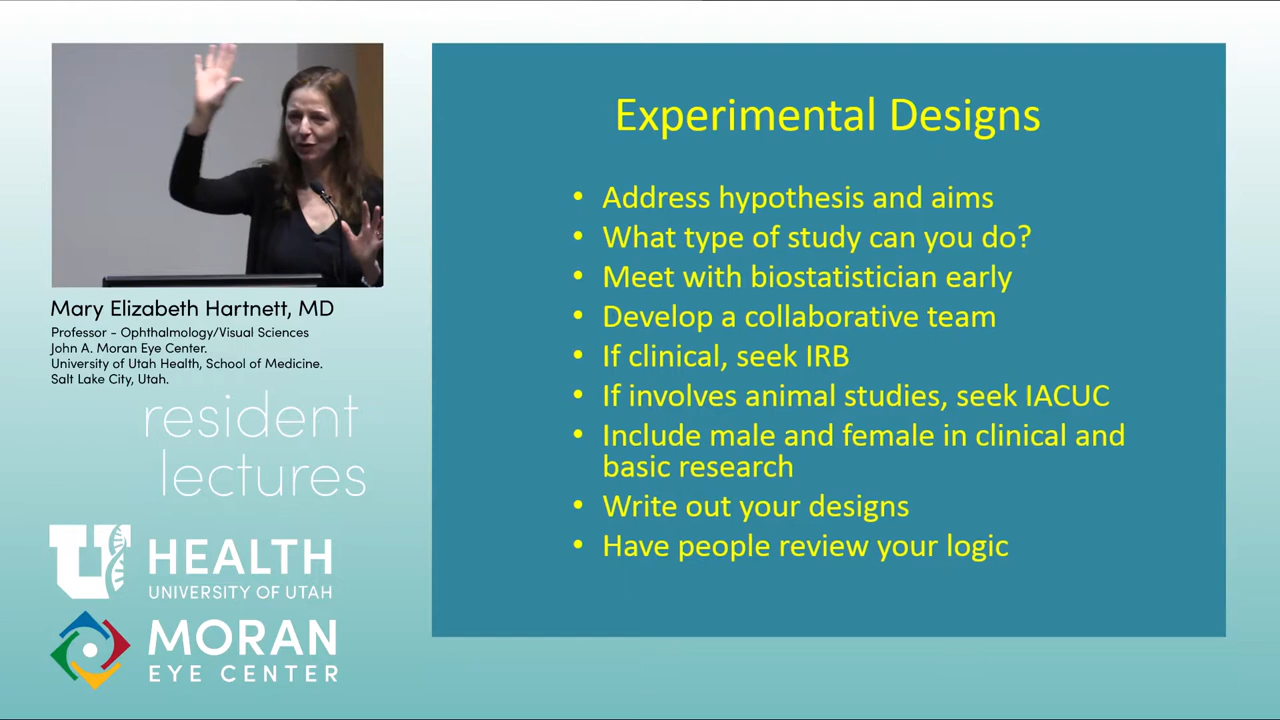 Mary Elizabeth Hartnett, MD
Professor - Ophthalmology/Visual Sciences
John A. Moran Eye Center.
University of Utah Health, School of Medicine.
Salt Lake City, Utah.
resident
lectures
U HEALTH
UNIVERSITY OF UTAH
MORAN
EYE CENTER
Experimental Designs
• Address hypothesis and aims
• What type of study can you do?
• Meet with biostatistician early
• Develop a collaborative team
• If clinical, seek IRB
• If involves animal studies, seek IACUC
• Include male and female in clinical and
basic research
• Write out your designs
• Have people review your logic